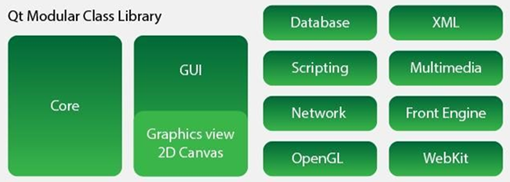 Qt Modular Class Library
Core
GUI
Graphics view
2D Canvas
Database
XML
Scripting
Multimedia
Network
Front Engine
OpenGL
WebKit